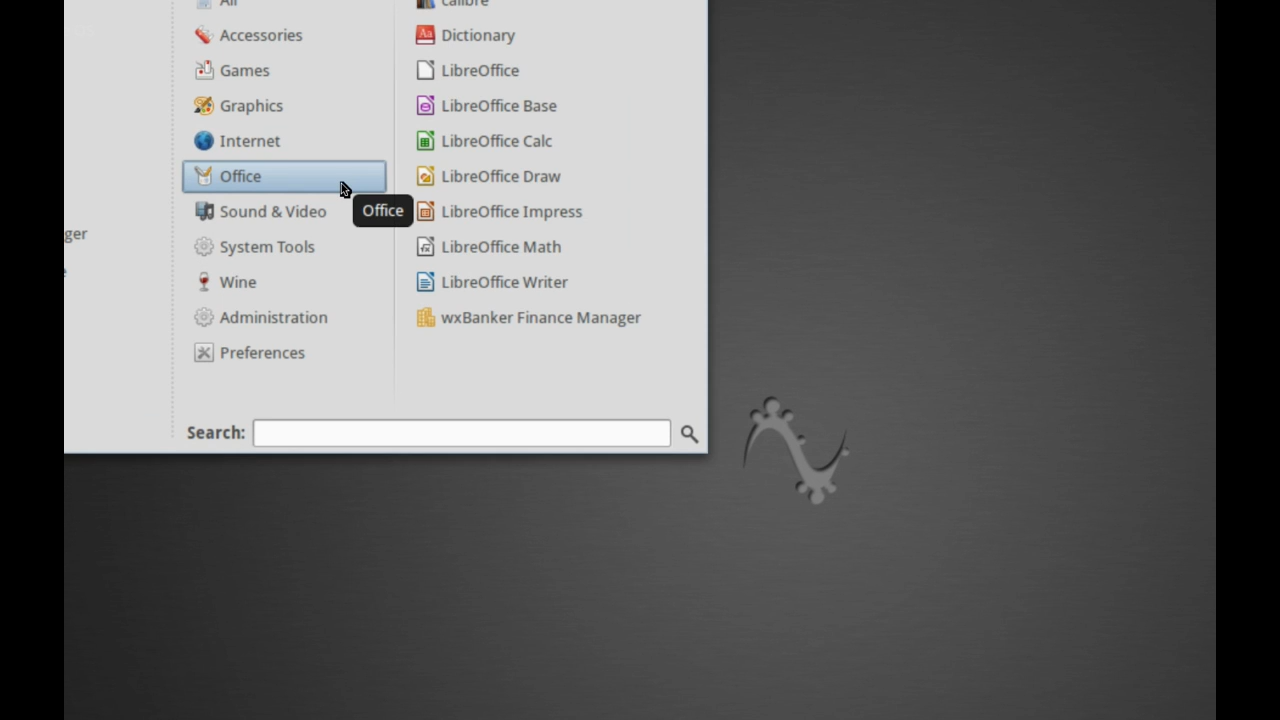 All
Accessories
Games
Graphics
Internet
Office
Sound & Video
System Tools
Wine
Administration
Preferences
calibre
Dictionary
LibreOffice
LibreOffice Base
LibreOffice Calc
LibreOffice Draw
LibreOffice Impress
LibreOffice Math
LibreOffice Writer
wxBanker Finance Manager
Office
ger
Search: